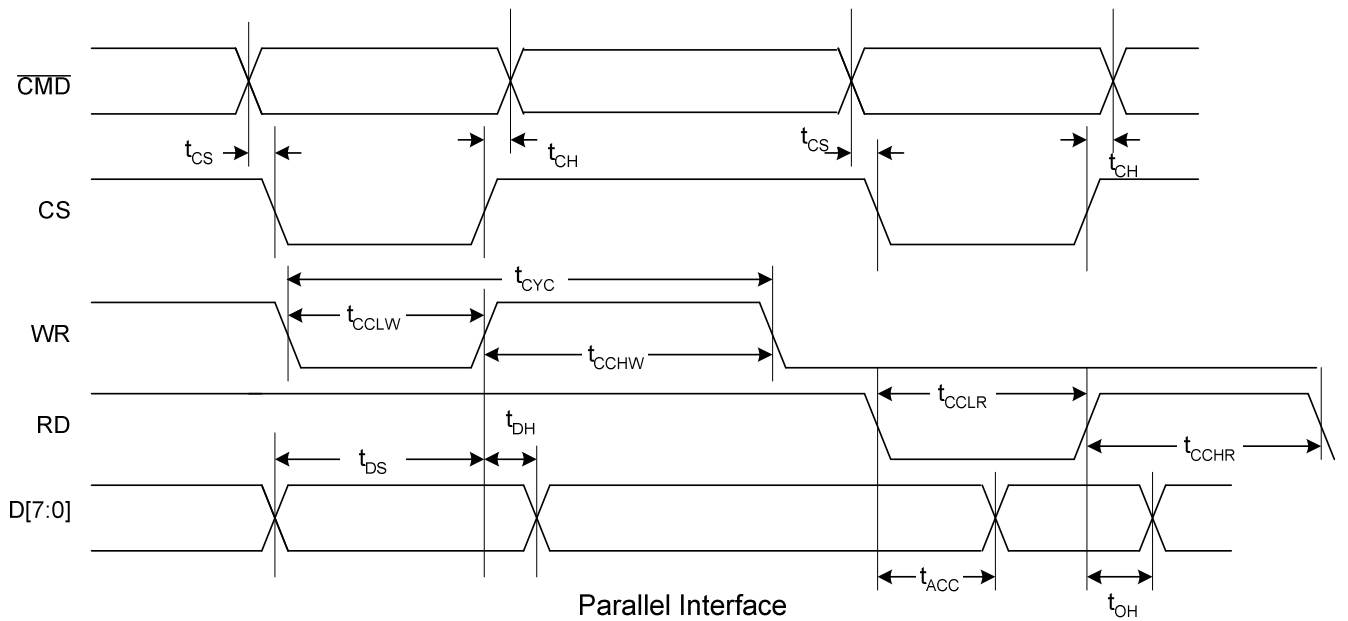 CMD
tCS
tCH
tCS
tCH
CS
tCYC
WR
tCCLW
tCCHW
RD
tCCLR
tDH
tCCHR
tDS
D[7:0]
tACC
tOH
Parallel Interface